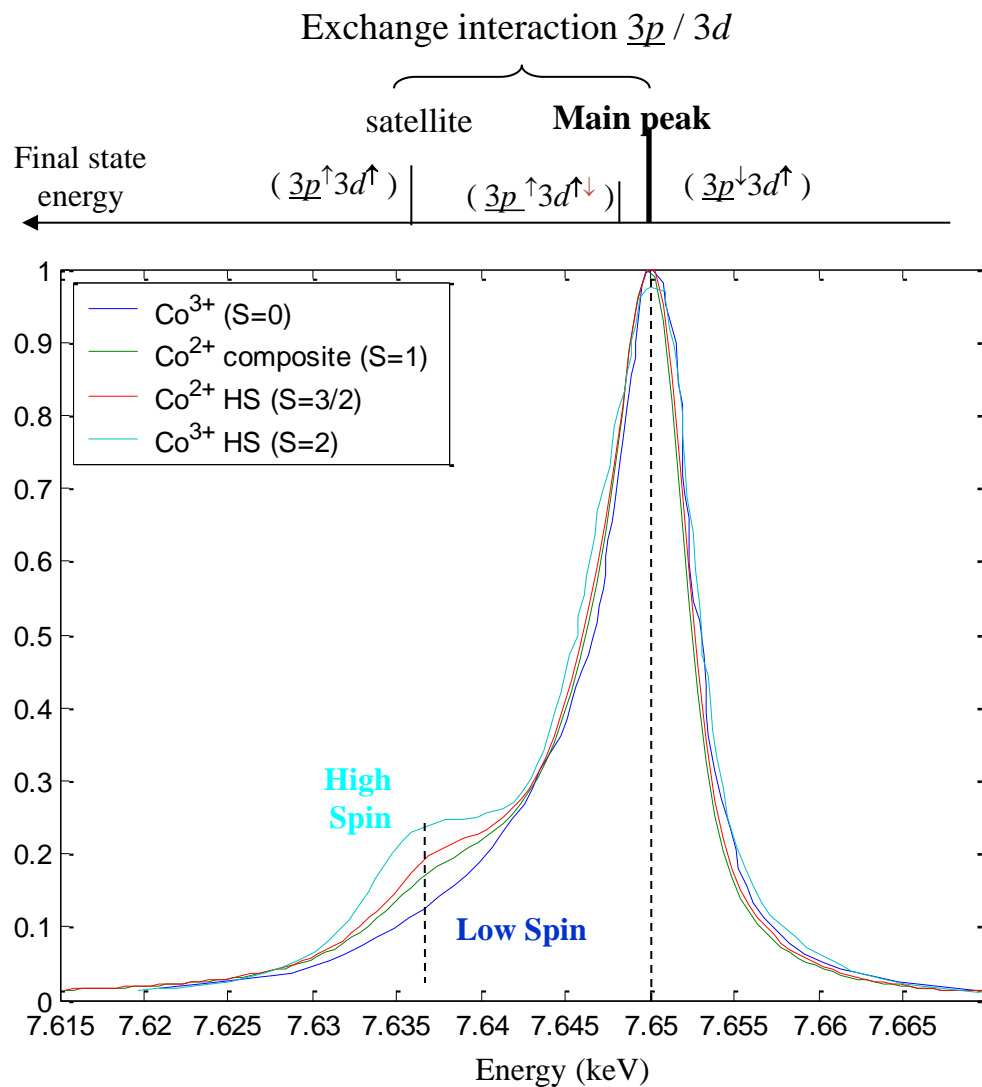 Exchange interaction 3p / 3d
satellite
Main peak
Final state
energy
( 3p↑3d↑ )
( 3p ↑3d↑↓ )
( 3p↓3d↑ )
1
0.9
0.8
0.7
0.6
0.5
0.4
0.3
0.2
0.1
0
Co3+ (S=0)
Co2+ composite (S=1)
Co2+ HS (S=3/2)
Co3+ HS (S=2)
High
Spin
Low Spin
7.615 7.62 7.625 7.63 7.635 7.64 7.645 7.65 7.655 7.66 7.665
Energy (keV)